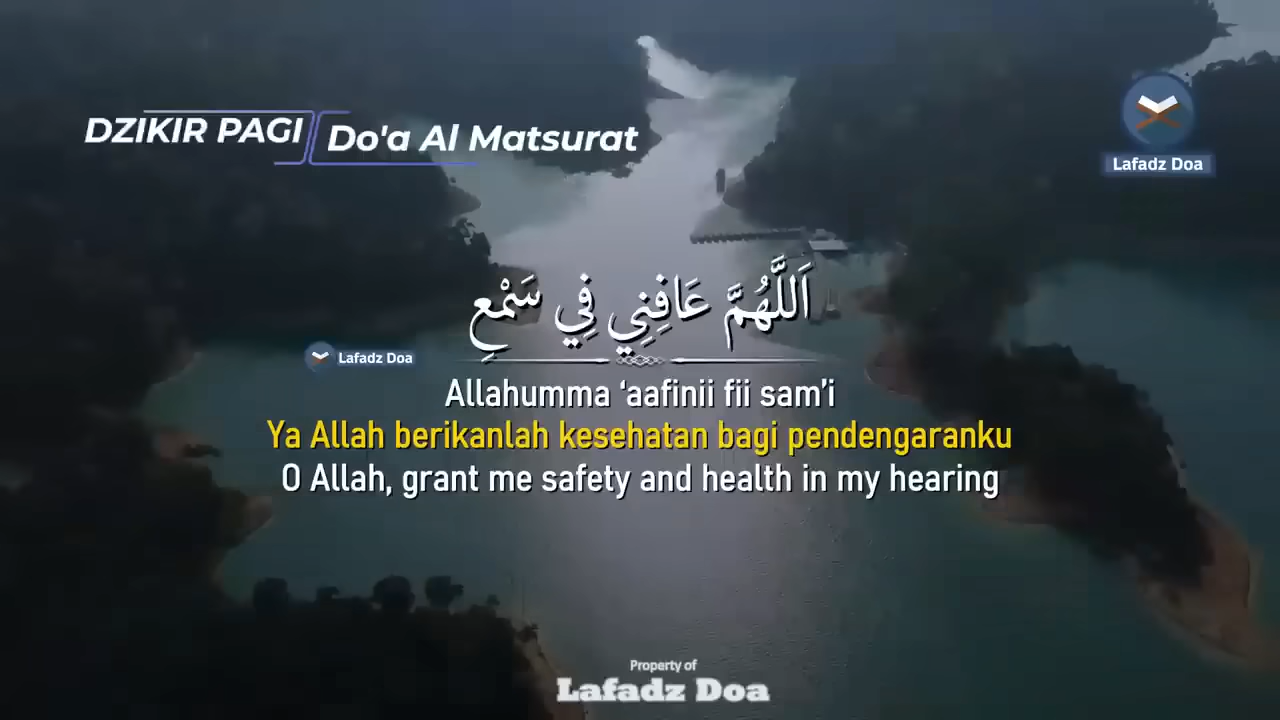 DZIKIR PAGI
Do'a Al Matsurat
Lafadz Doa
اَللَّهُمَّ عَافِنِي فِي سَمْعِ
Lafadz Doa
Allahumma ‘aafinii fii sam’i
Ya Allah berikanlah kesehatan bagi pendengaranku
O Allah, grant me safety and health in my hearing
Property of
Lafadz Doa